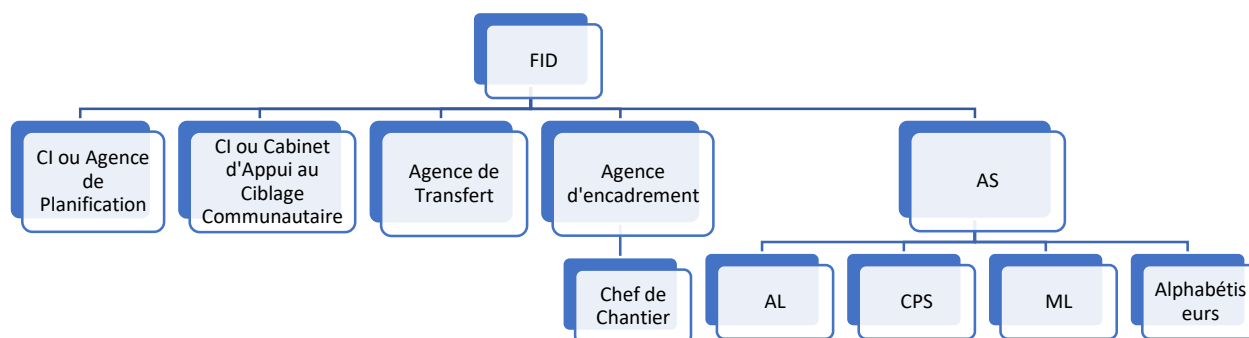 FID
CI ou Agence
de
Planification
CI ou Cabinet
d'Appui au
Ciblage
Communautaire
Agence de
Transfert
Agence
d'encadrement
AS
Chef de
Chantier
AL
CPS
ML
Alphabétis
eurs